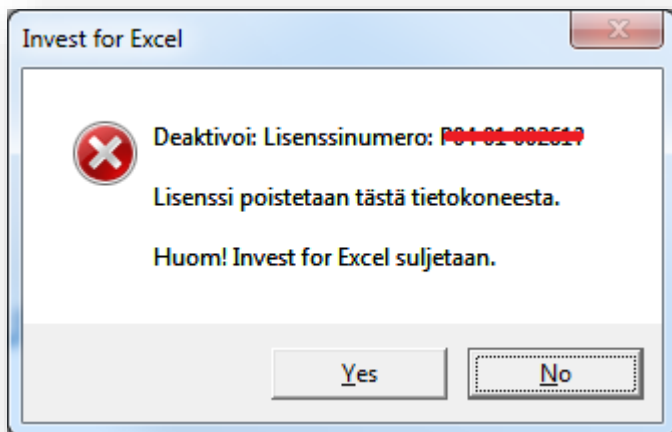 Invest for Excel
Deaktivoi: Lisenssinumero:
Lisenssi poistetaan tästä tietokoneesta.
Huom! Invest for Excel suljetaan.
Yes
No